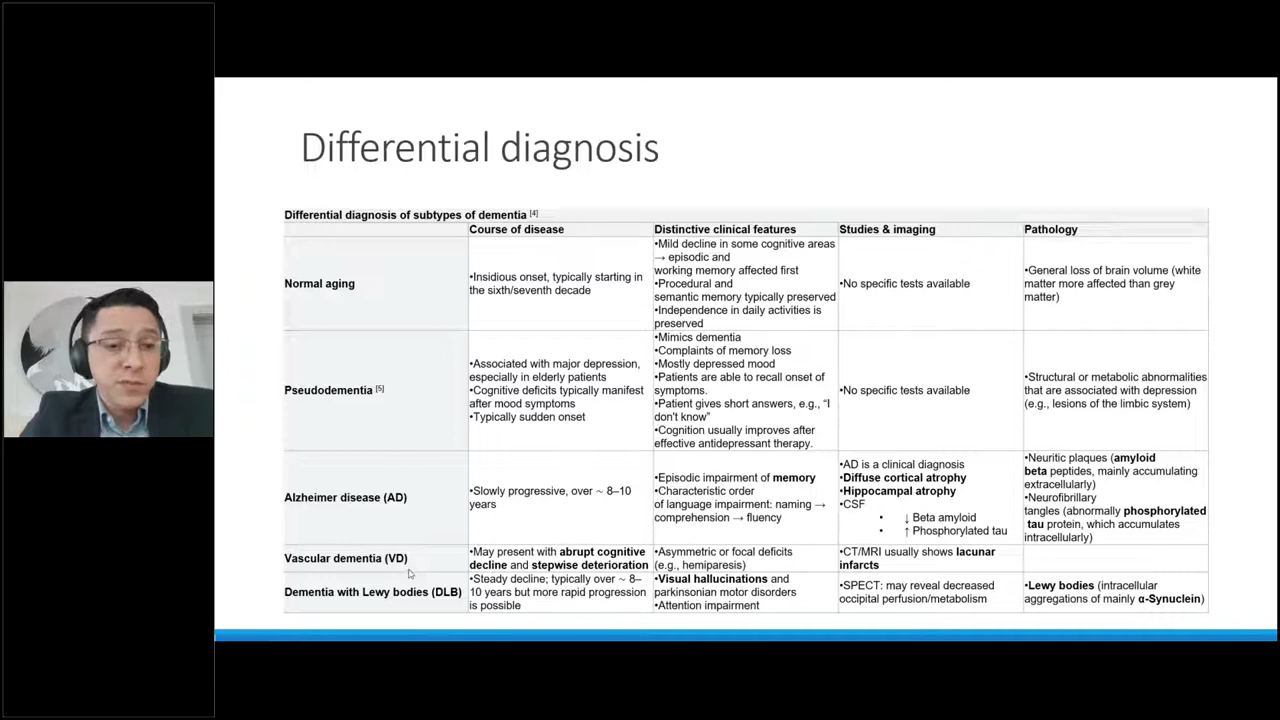 Differential diagnosis
Differential diagnosis of subtypes of dementia [4]
Course of disease
Distinctive clinical features
Studies & imaging
Pathology
Normal aging
•Insidious onset, typically starting in
the sixth/seventh decade
•Mild decline in some cognitive areas
→ episodic and
working memory affected first
•Procedural and
semantic memory typically preserved
•Independence in daily activities is
preserved
•No specific tests available
•General loss of brain volume (white
matter more affected than grey
matter)
Pseudodementia [5]
•Associated with major depression,
especially in elderly patients
•Cognitive deficits typically manifest
after mood symptoms
•Typically sudden onset
•Mimics dementia
•Complaints of memory loss
•Mostly depressed mood
•Patients are able to recall onset of
symptoms.
•Patient gives short answers, e.g., “I
don't know”
•Cognition usually improves after
effective antidepressant therapy.
•No specific tests available
•Structural or metabolic abnormalities
that are associated with depression
(e.g., lesions of the limbic system)
Alzheimer disease (AD)
•Slowly progressive, over ~ 8–10
years
•Episodic impairment of memory
•Characteristic order
of language impairment: naming →
comprehension → fluency
•AD is a clinical diagnosis
•Diffuse cortical atrophy
•Hippocampal atrophy
•CSF
• ↓ Beta amyloid
• ↑ Phosphorylated tau
•Neuritic plaques (amyloid
beta peptides, mainly accumulating
extracellularly)
•Neurofibrillary
tangles (abnormally phosphorylated
tau protein, which accumulates
intracellularly)
Vascular dementia (VD)
•May present with abrupt cognitive
decline and stepwise deterioration
•Asymmetric or focal deficits
(e.g., hemiparesis)
•CT/MRI usually shows lacunar
infarcts
Dementia with Lewy bodies (DLB)
•Steady decline; typically over ~ 8–
10 years but more rapid progression
is possible
•Visual hallucinations and
parkinsonian motor disorders
•Attention impairment
•SPECT: may reveal decreased
occipital perfusion/metabolism
•Lewy bodies (intracellular
aggregations of mainly α-Synuclein)